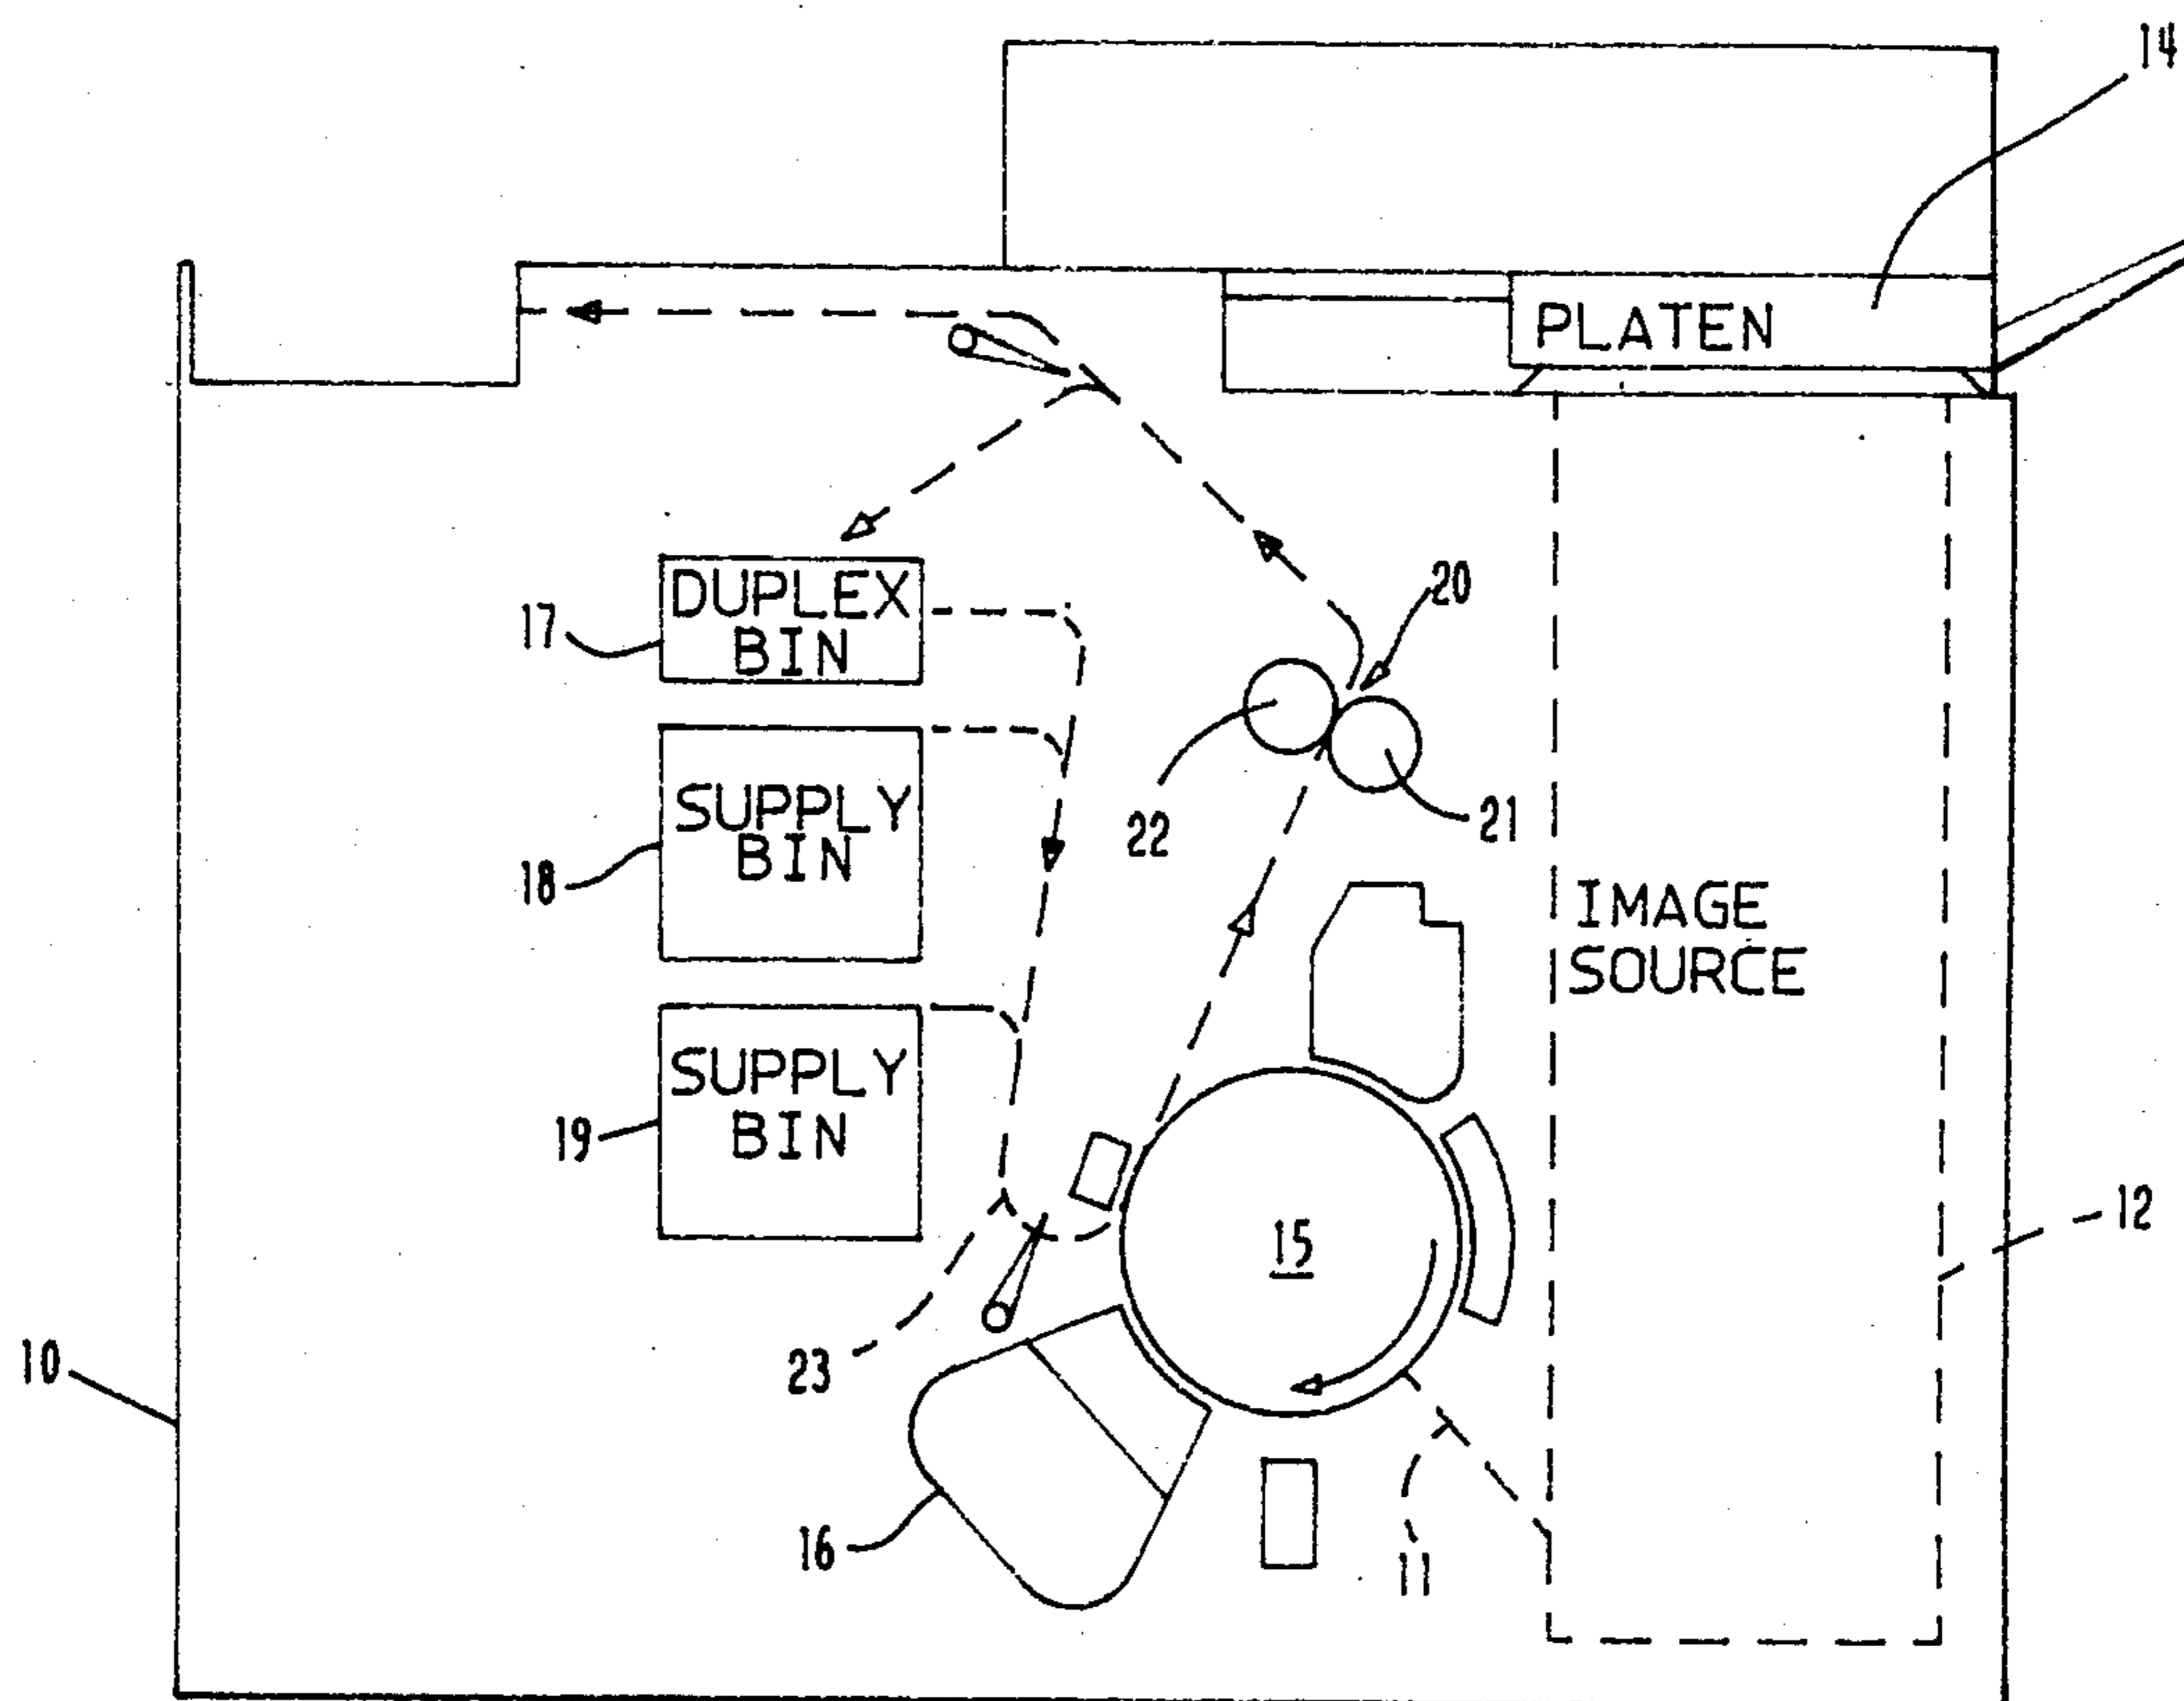 14
PLATEN
20
17
DUPLEX
BIN
22
21
18
SUPPLY
BIN
IMAGE
SOURCE
19
SUPPLY
BIN
12
15
10
23
16
11